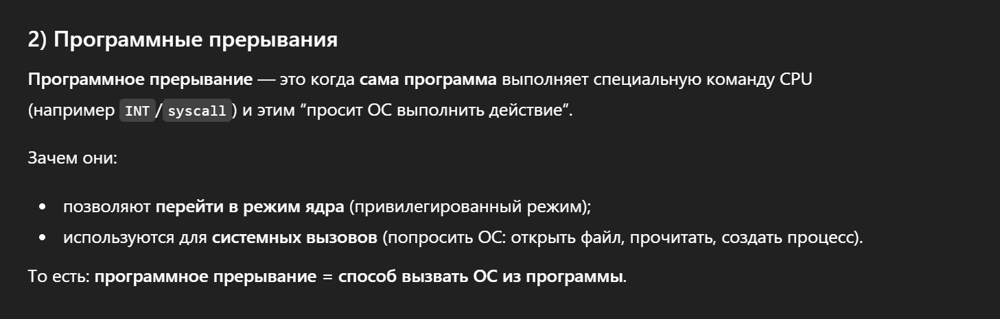 2) Программные прерывания
Программное прерывание — это когда сама программа выполняет специальную команду CPU
(например INT/syscall) и этим “просит ОС выполнить действие”.
Зачем они:
• позволяют перейти в режим ядра (привилегированный режим);
• используются для системных вызовов (попросить ОС: открыть файл, прочитать, создать процесс).
То есть: программное прерывание = способ вызвать ОС из программы.